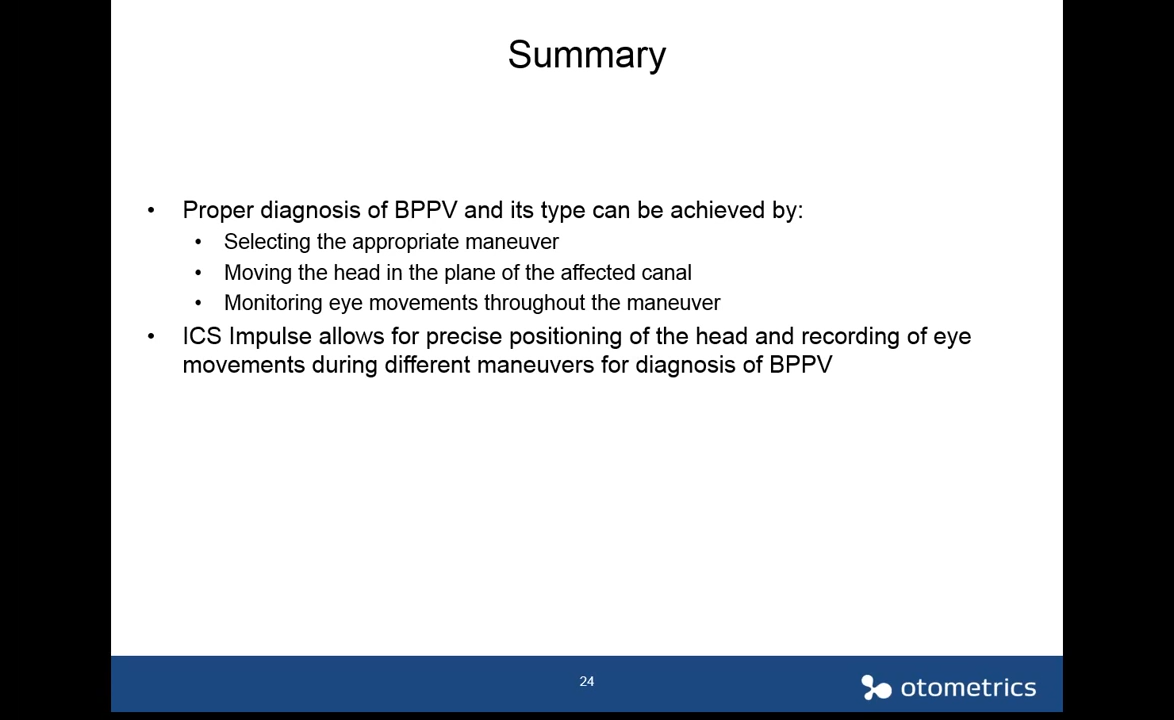 Summary
• Proper diagnosis of BPPV and its type can be achieved by:
• Selecting the appropriate maneuver
• Moving the head in the plane of the affected canal
• Monitoring eye movements throughout the maneuver
• ICS Impulse allows for precise positioning of the head and recording of eye
movements during different maneuvers for diagnosis of BPPV
24
otometrics